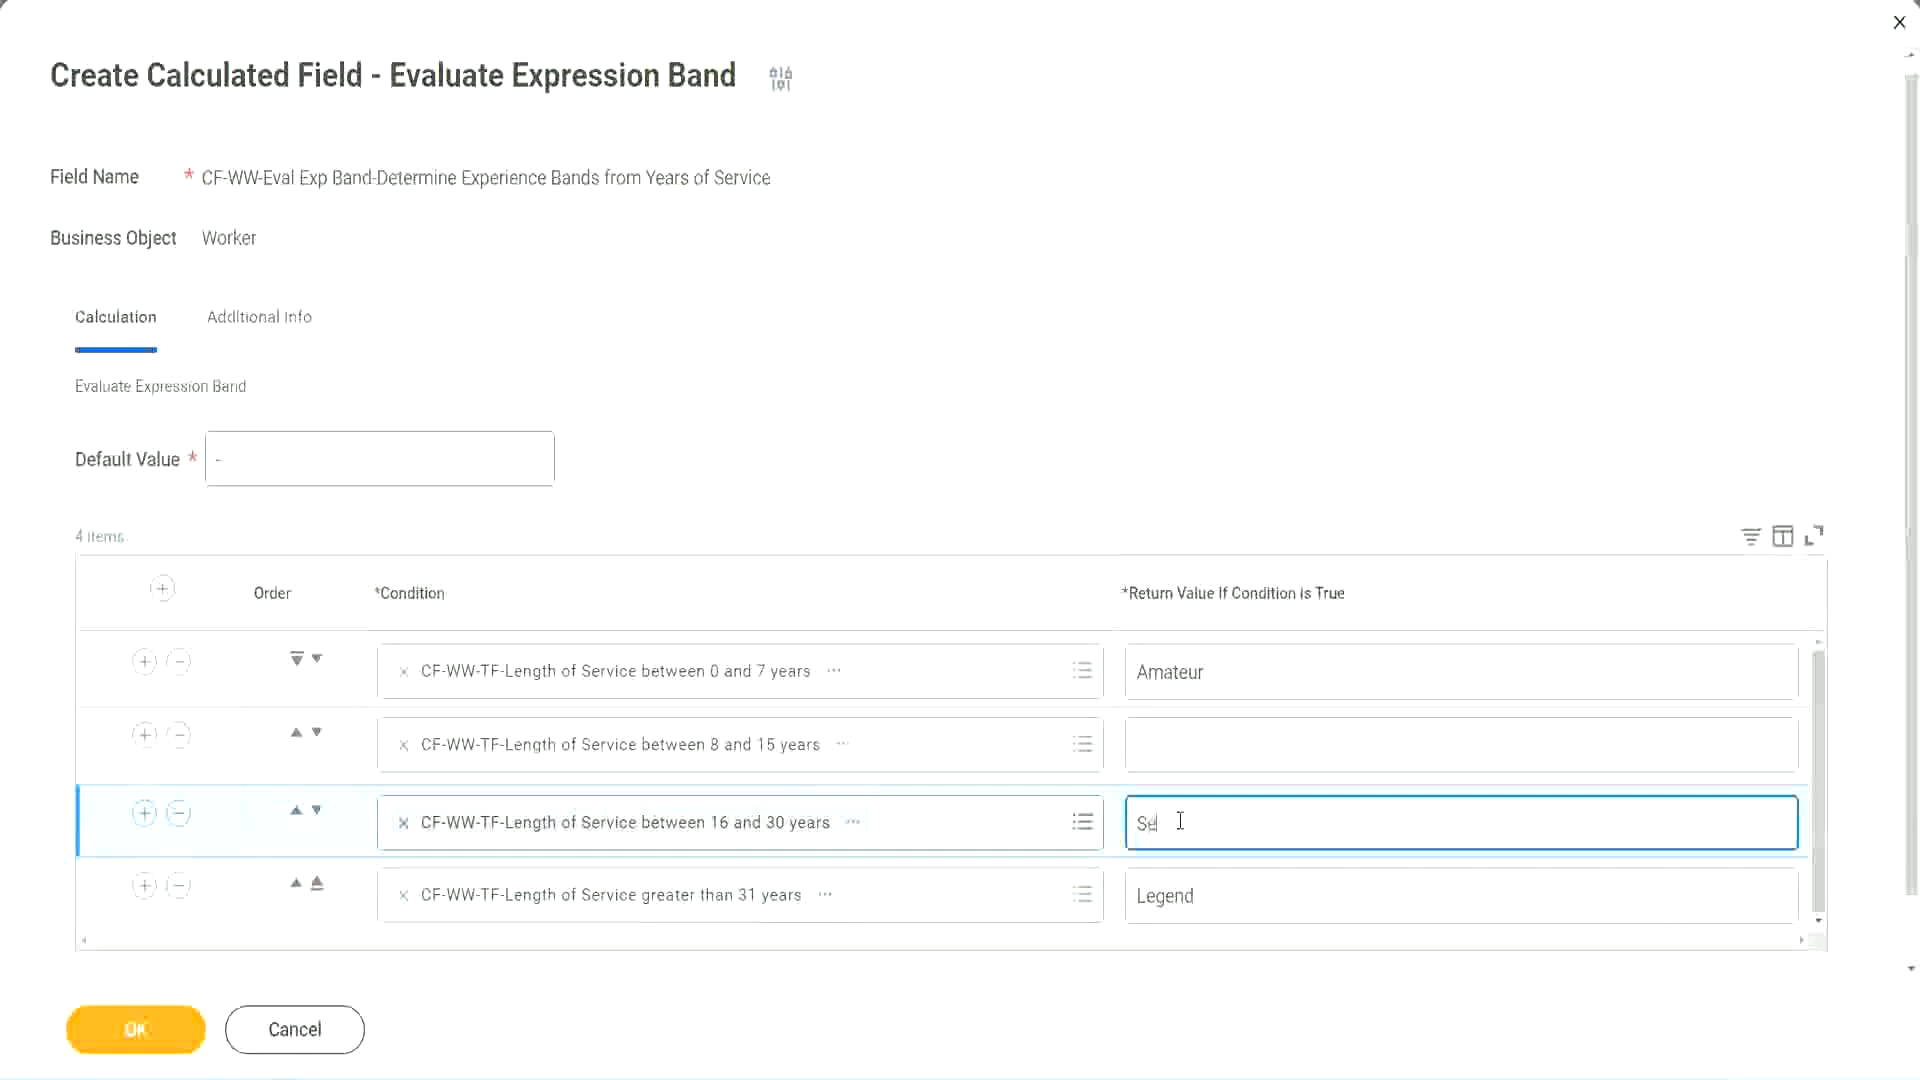 Create Calculated Field - Evaluate Expression Band
Field Name * CF-WW-Eval Exp Band-Determine Experience Bands from Years of Service
Business Object Worker
Calculation Additional Info
Evaluate Expression Band
Default Value * -
4 items
Order *Condition *Return Value If Condition is True
CF-WW-TF-Length of Service between 0 and 7 years ... Amateur
CF-WW-TF-Length of Service between 8 and 15 years ...
CF-WW-TF-Length of Service between 16 and 30 years ... Se
CF-WW-TF-Length of Service greater than 31 years ... Legend
OK Cancel